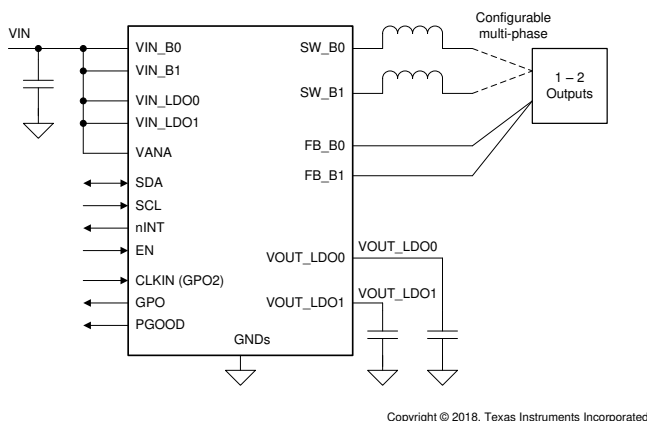 VIN
VIN_B0
VIN_B1
VIN_LDO0
VIN_LDO1
VANA
SDA
SCL
nINT
EN
CLKIN (GPO2)
GPO
PGOOD
GNDs
SW_B0
SW_B1
FB_B0
FB_B1
VOUT_LDO0
VOUT_LDO1
VOUT_LDO0
VOUT_LDO1
Configurable
multi-phase
1 – 2
Outputs
Copyright © 2018, Texas Instruments Incorporated